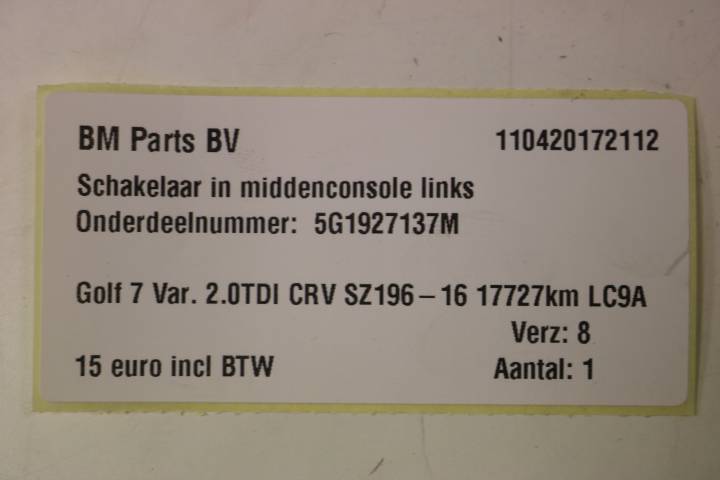 BM Parts BV 110420172112
Schakelaar in middenconsole links
Onderdeelnummer: 5G1927137M
Golf 7 Var. 2.0TDI CRV SZ196 – 16 17727km LC9A
Verz: 8
15 euro incl BTW Aantal: 1